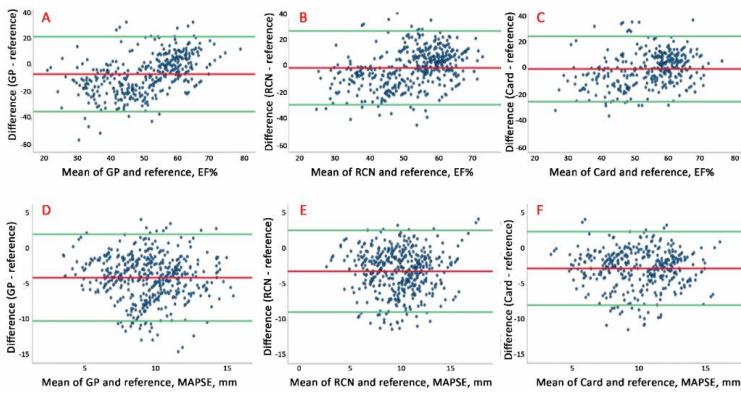 A
B
C
40
20
0
-20
-40
-60
Difference (GP - reference)
20 30 40 50 60 70 80
Mean of GP and reference, EF%
40
20
0
-20
-40
-60
Difference (RCN - reference)
20 30 40 50 60 70
Mean of RCN and reference, EF%
40
20
0
-20
-40
-60
Difference (Card - reference)
20 30 40 50 60 70 80
Mean of Card and reference, EF%
D
E
F
5
0
-5
-10
-15
Difference (GP - reference)
5 10 15
Mean of GP and reference, MAPSE, mm
5
0
-5
-10
-15
Difference (RCN - reference)
0 5 10 15
Mean of RCN and reference, MAPSE, mm
5
0
-5
-10
-15
Difference (Card - reference)
5 10 15
Mean of Card and reference, MAPSE, mm